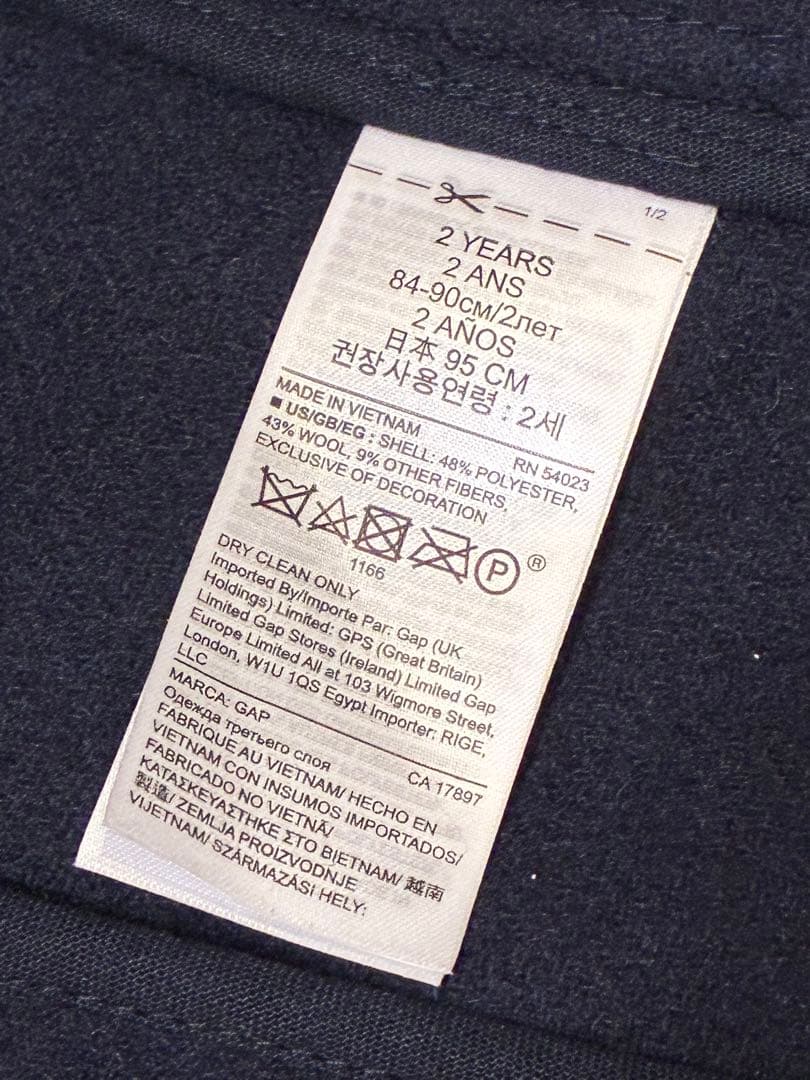 1/2
2 YEARS
2 ANS
84-90см/2лет
2 AÑOS
日本 95 CM
권장사용연령 : 2세
MADE IN VIETNAM
RN 54023
■ US/GB/EG : SHELL: 48% POLYESTER,
43% WOOL, 9% OTHER FIBERS,
EXCLUSIVE OF DECORATION
P ®
1166
DRY CLEAN ONLY
Imported By/Importe Par: Gap (UK
Holdings) Limited: GPS (Great Britain)
Limited Gap Stores (Ireland) Limited Gap
Europe Limited All at 103 Wigmore Street,
London, W1U 1QS Egypt Importer: RIGE,
LLC
MARCA: GAP
CA 17897
Одежда третьего слоя
FABRIQUE AU VIETNAM/ HECHO EN
VIETNAM CON INSUMOS IMPORTADOS/
FABRICADO NO VIETNÃ/
ΚΑΤΑΣΚΕΥΑΣΤΗΚΕ ΣΤΟ ΒΙΕΤΝΑΜ/ 越南
製造/ ZEMLJA PROIZVODNJE
VIJETNAM/ SZÁRMAZÁSI HELY: